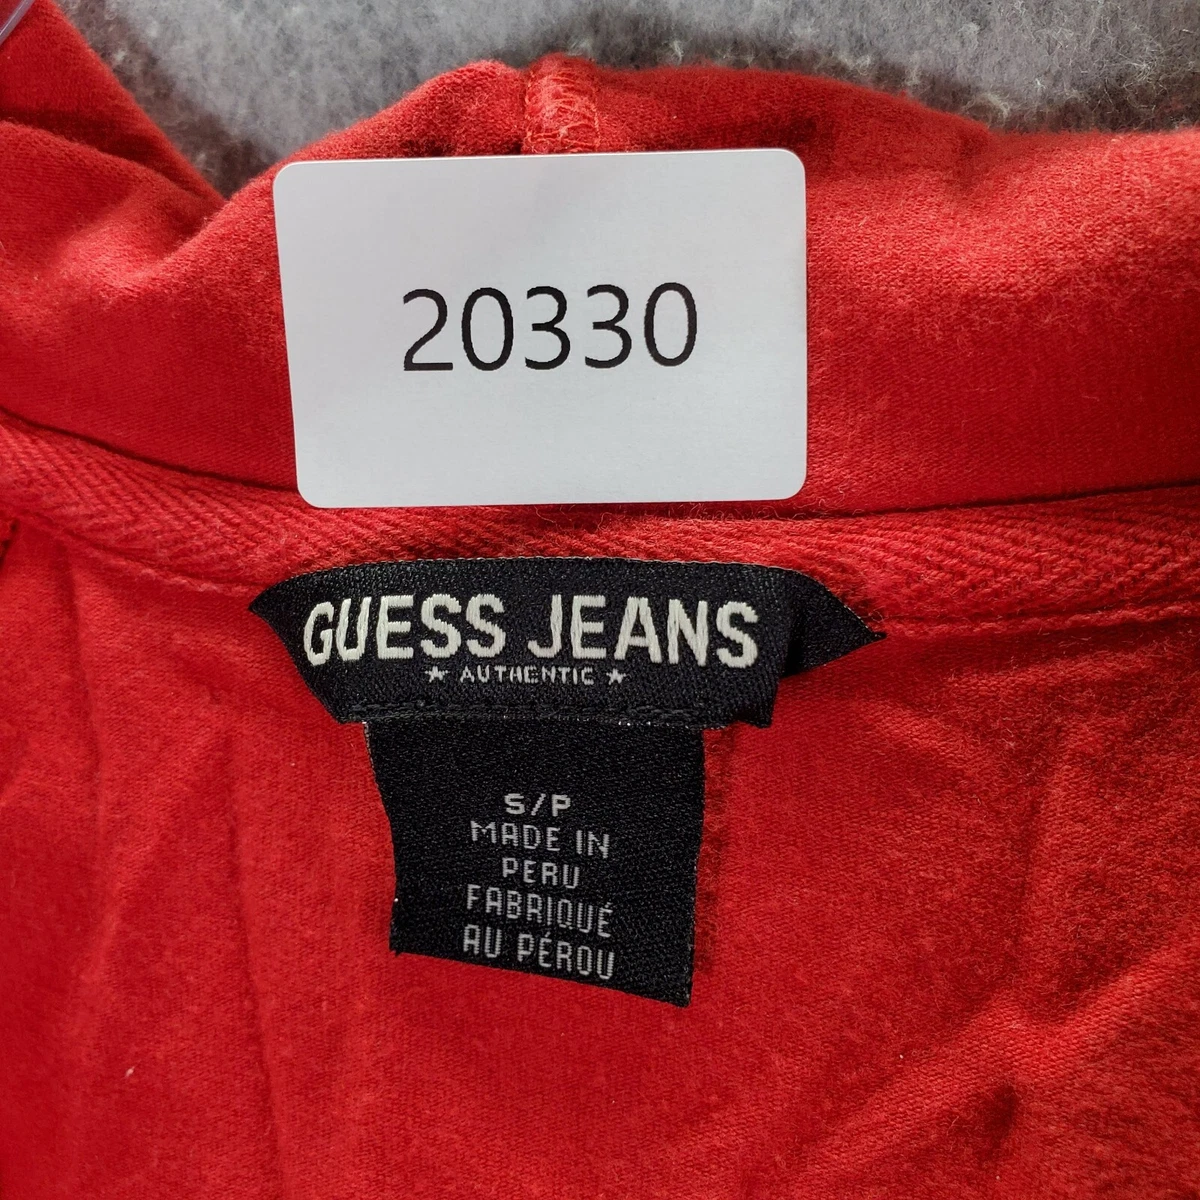 20330
GUESS JEANS
★ AUTHENTIC ★
S/P
MADE IN
PERU
FABRIQUÉ
AU PÉROU